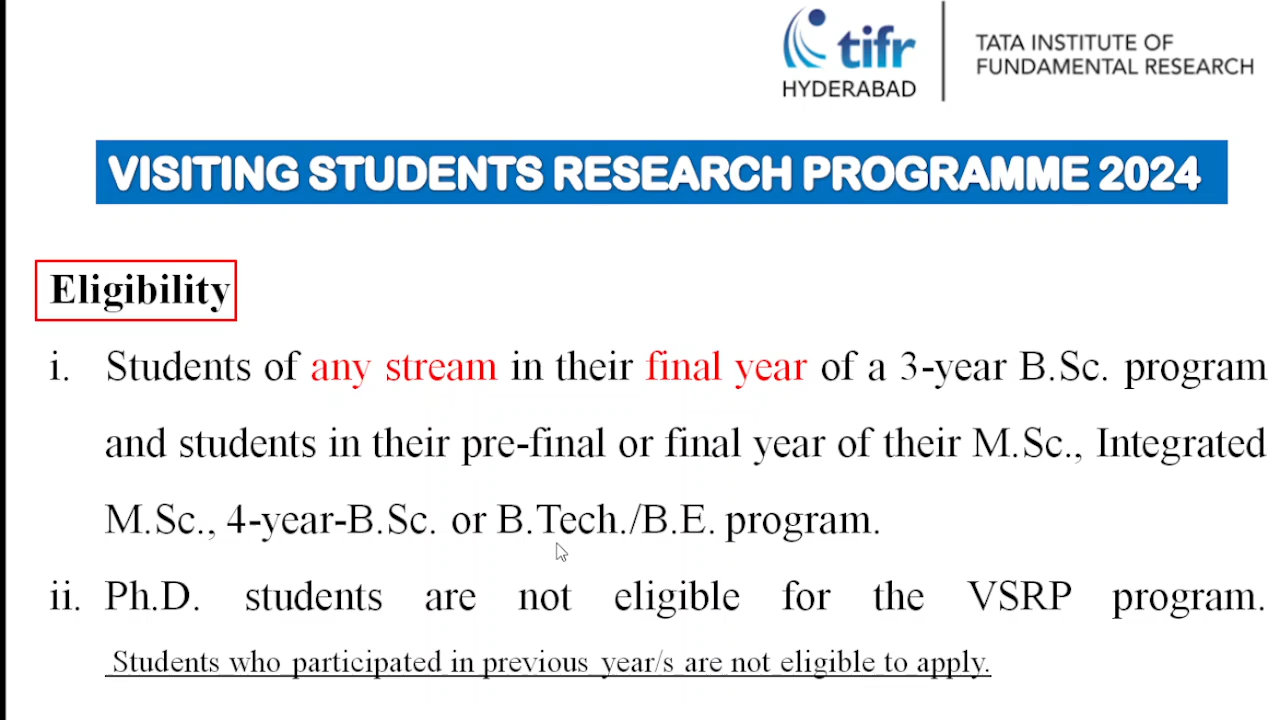 tifr
HYDERABAD
TATA INSTITUTE OF
FUNDAMENTAL RESEARCH
VISITING STUDENTS RESEARCH PROGRAMME 2024
Eligibility
i. Students of any stream in their final year of a 3-year B.Sc. program
and students in their pre-final or final year of their M.Sc., Integrated
M.Sc., 4-year-B.Sc. or B.Tech./B.E. program.
ii. Ph.D. students are not eligible for the VSRP program.
Students who participated in previous year/s are not eligible to apply.